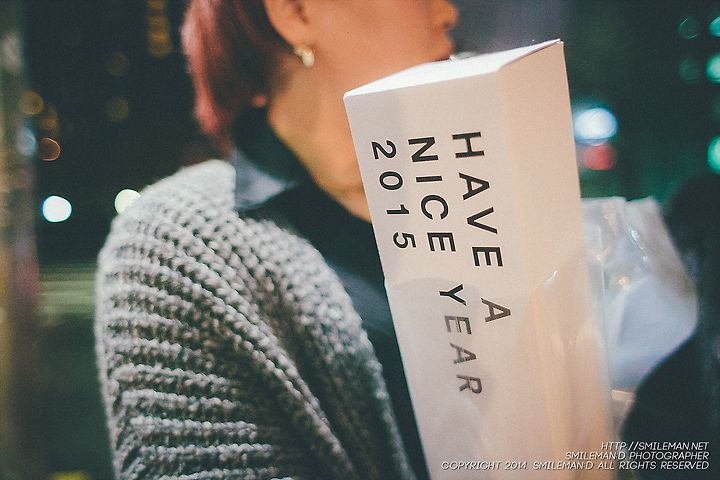 HAVE A
NICE YEAR
2015
HTTP://SMILEMAN.NET
SMILEMAN:D PHOTOGRAPHER
COPYRIGHT 2014. SMILEMAN:D ALL RIGHTS RESERVED